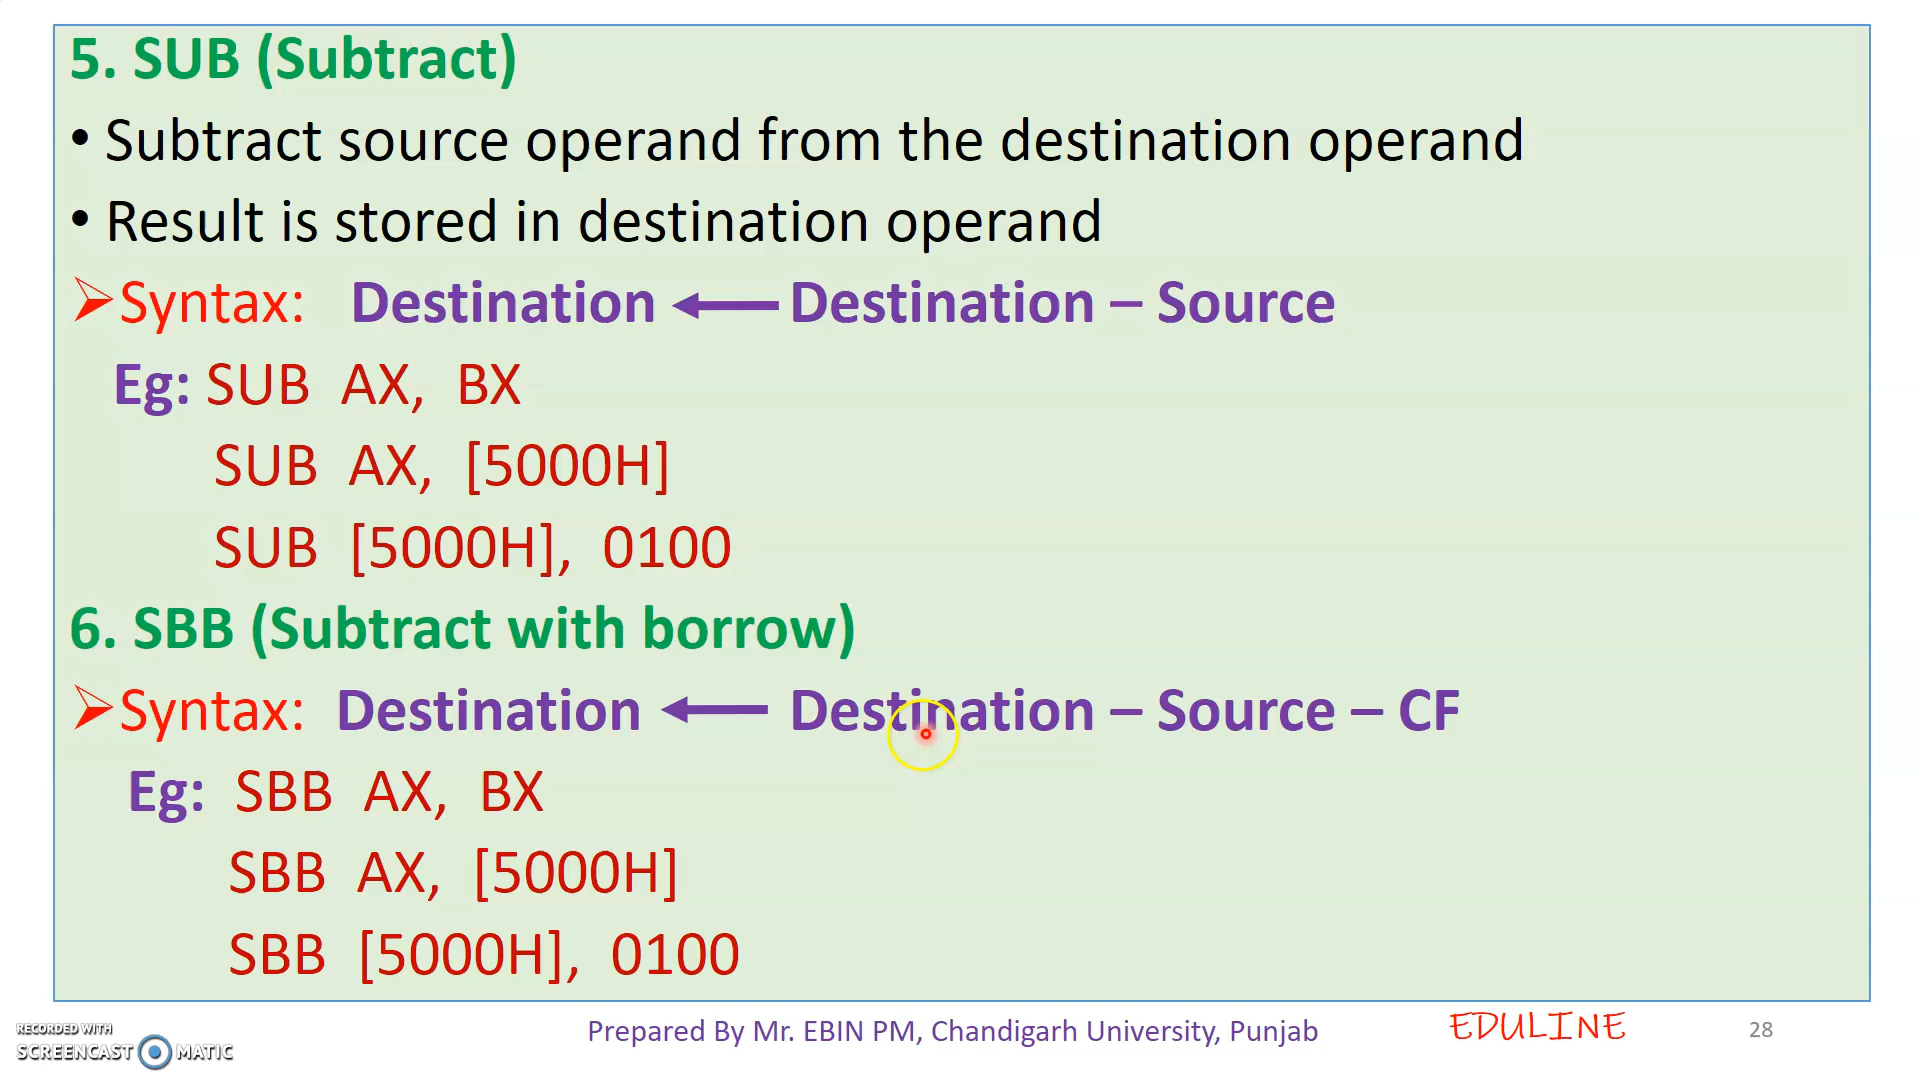 5. SUB (Subtract)
• Subtract source operand from the destination operand
• Result is stored in destination operand
➢Syntax: Destination ← Destination – Source
Eg: SUB AX, BX
SUB AX, [5000H]
SUB [5000H], 0100
6. SBB (Subtract with borrow)
➢Syntax: Destination ← Destination – Source – CF
Eg: SBB AX, BX
SBB AX, [5000H]
SBB [5000H], 0100
RECORDED WITH
SCREENCAST MATIC
Prepared By Mr. EBIN PM, Chandigarh University, Punjab
EDULINE
28